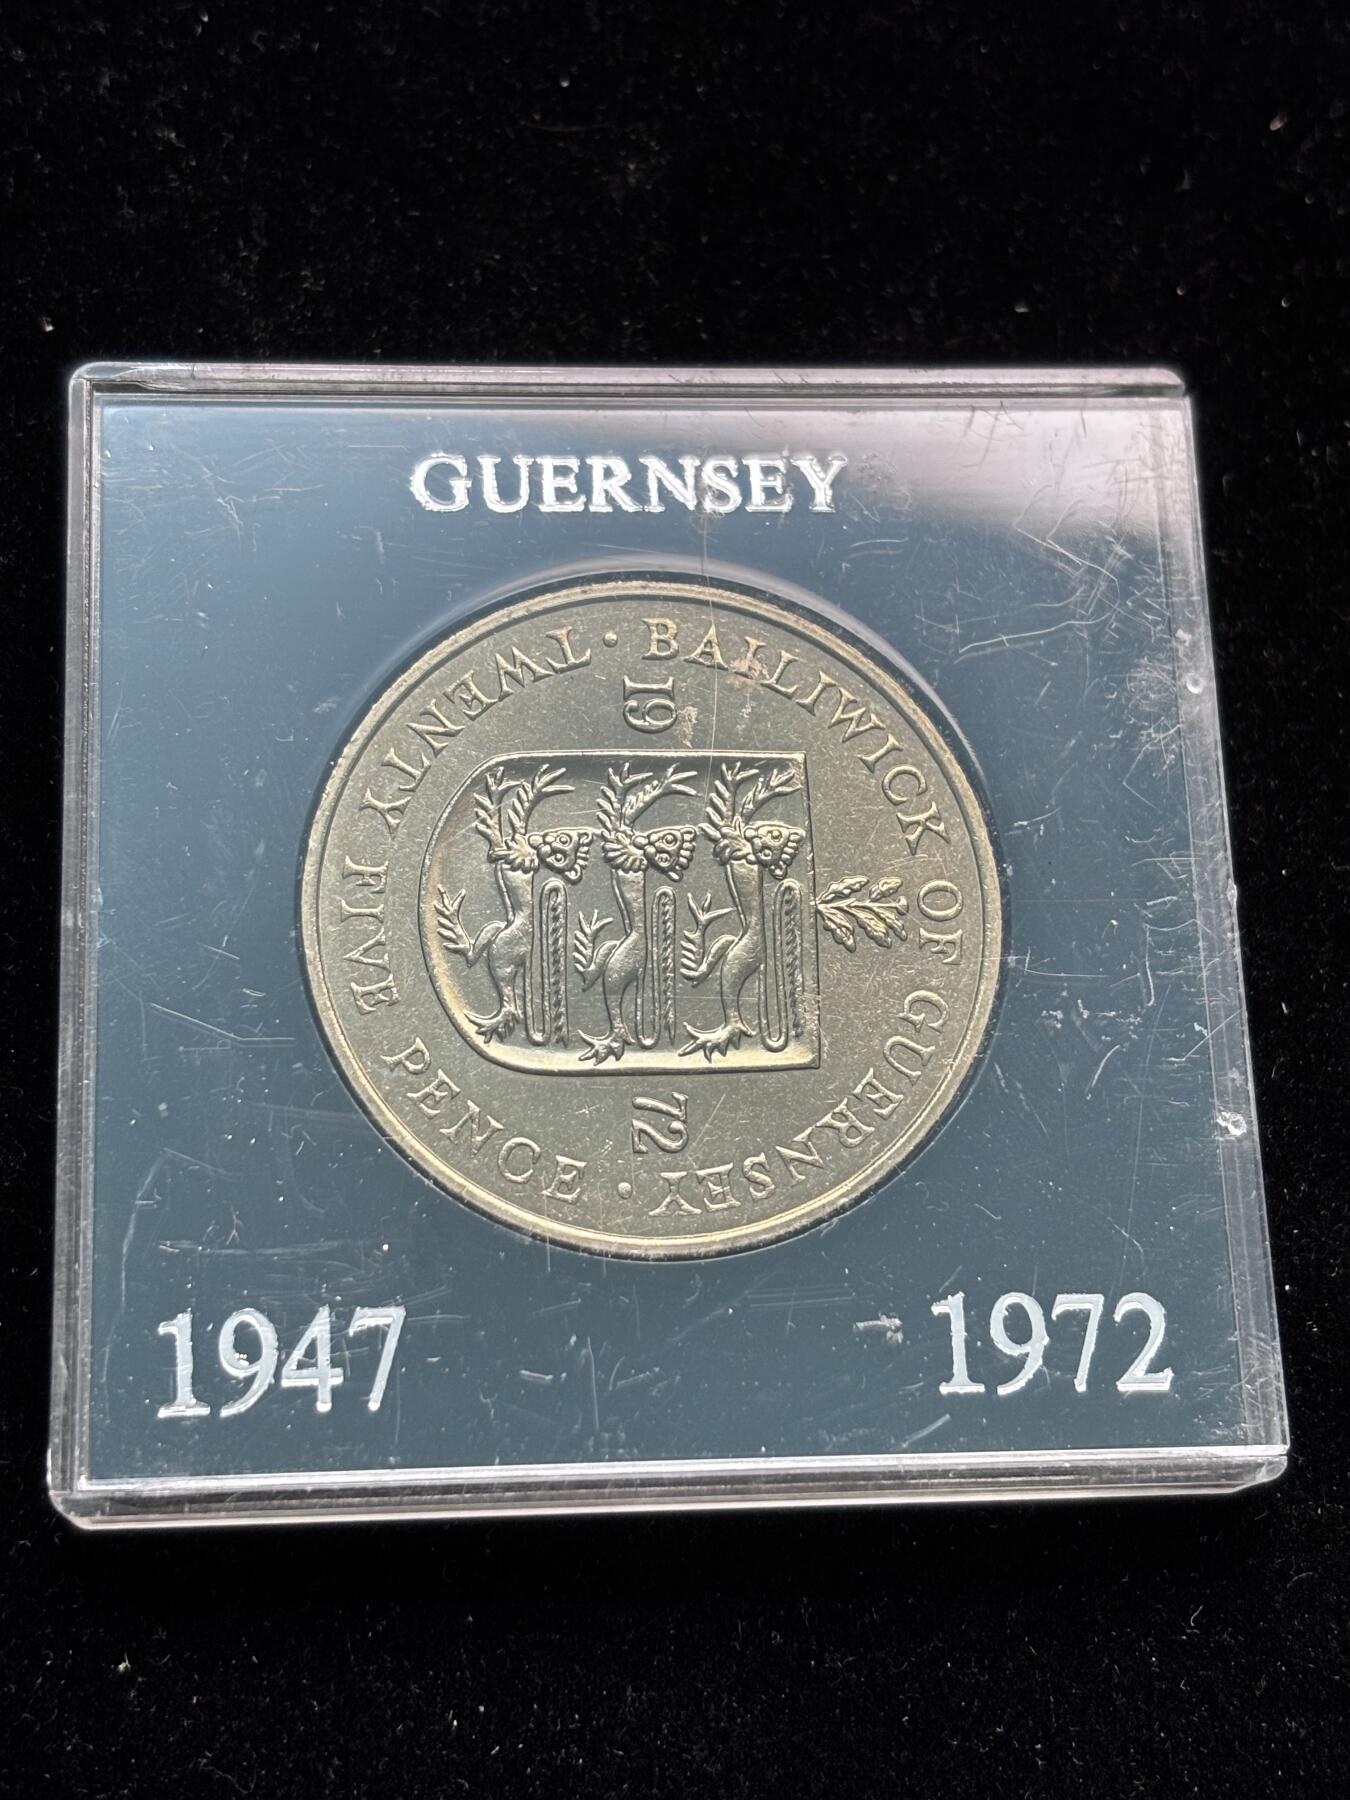 GUERNSEY
BAILIWICK OF GUERNSEY · TWENTY FIVE PENCE ·
19 72
1947 1972